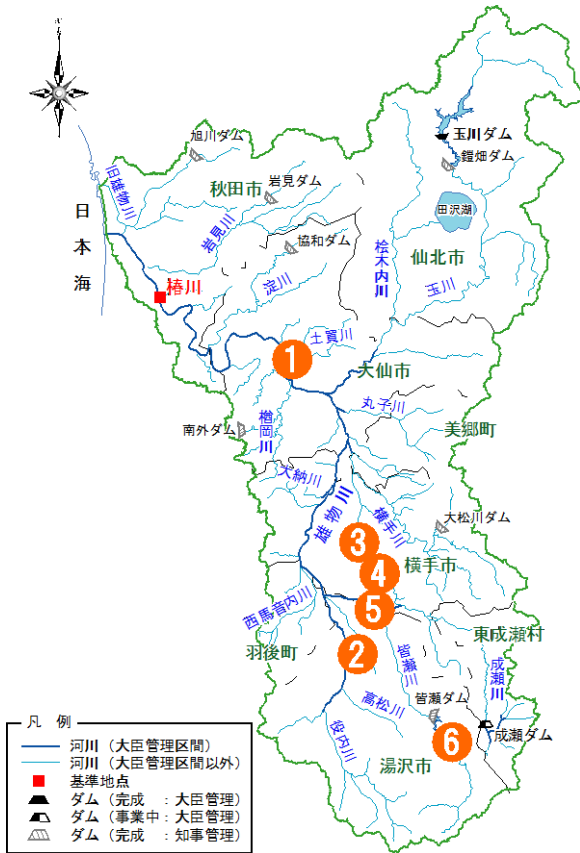 玉川ダム
旭川ダム
鎧畑ダム
旧雄物川
秋田市
岩見ダム
田沢湖
日本海
岩見川
協和ダム
桧木内川
仙北市
淀川
玉川
椿川
土買川
1
大仙市
丸子川
楢岡川
南外ダム
美郷町
大納川
雄物川
横手川
大松川ダム
3
4
横手市
5
西馬音内川
東成瀬村
羽後町
2
皆瀬川
成瀬川
高松川
皆瀬ダム
役内川
6
成瀬ダム
湯沢市
凡 例
河川（大臣管理区間）
河川（大臣管理区間以外）
基準地点
ダム（完成 ：大臣管理）
ダム（事業中：大臣管理）
ダム（完成 ：知事管理）